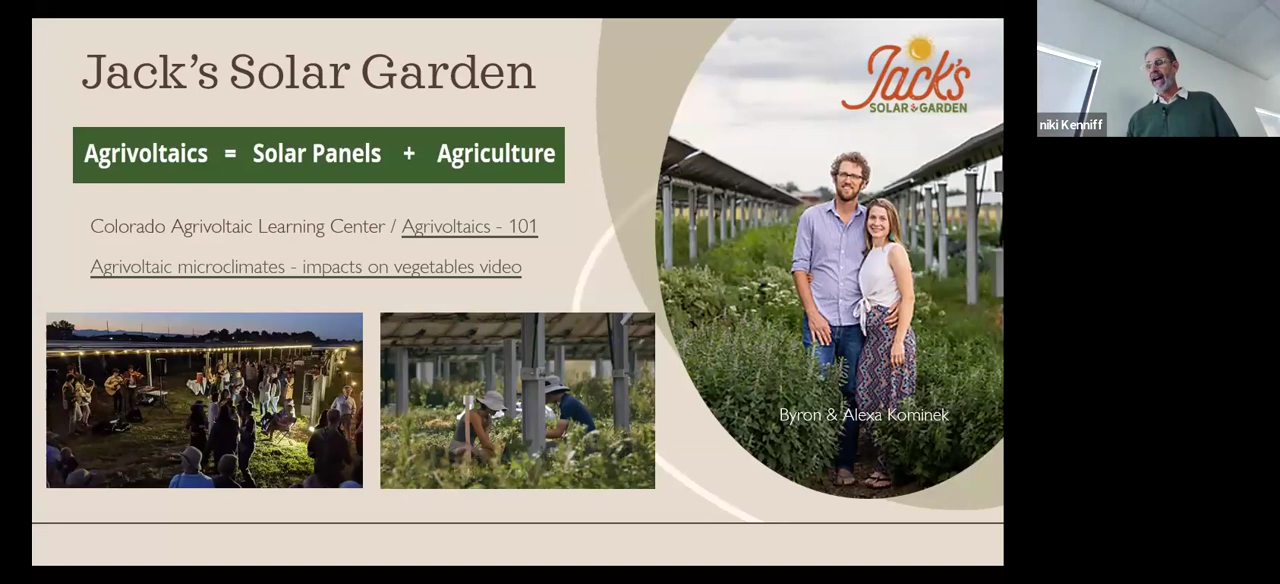 Jack's Solar Garden
Agrivoltaics = Solar Panels + Agriculture
Colorado Agrivoltaic Learning Center / Agrivoltaics - 101
Agrivoltaic microclimates - impacts on vegetables video
Jack's
SOLAR GARDEN
Byron & Alexa Kominek
niki Kenniff